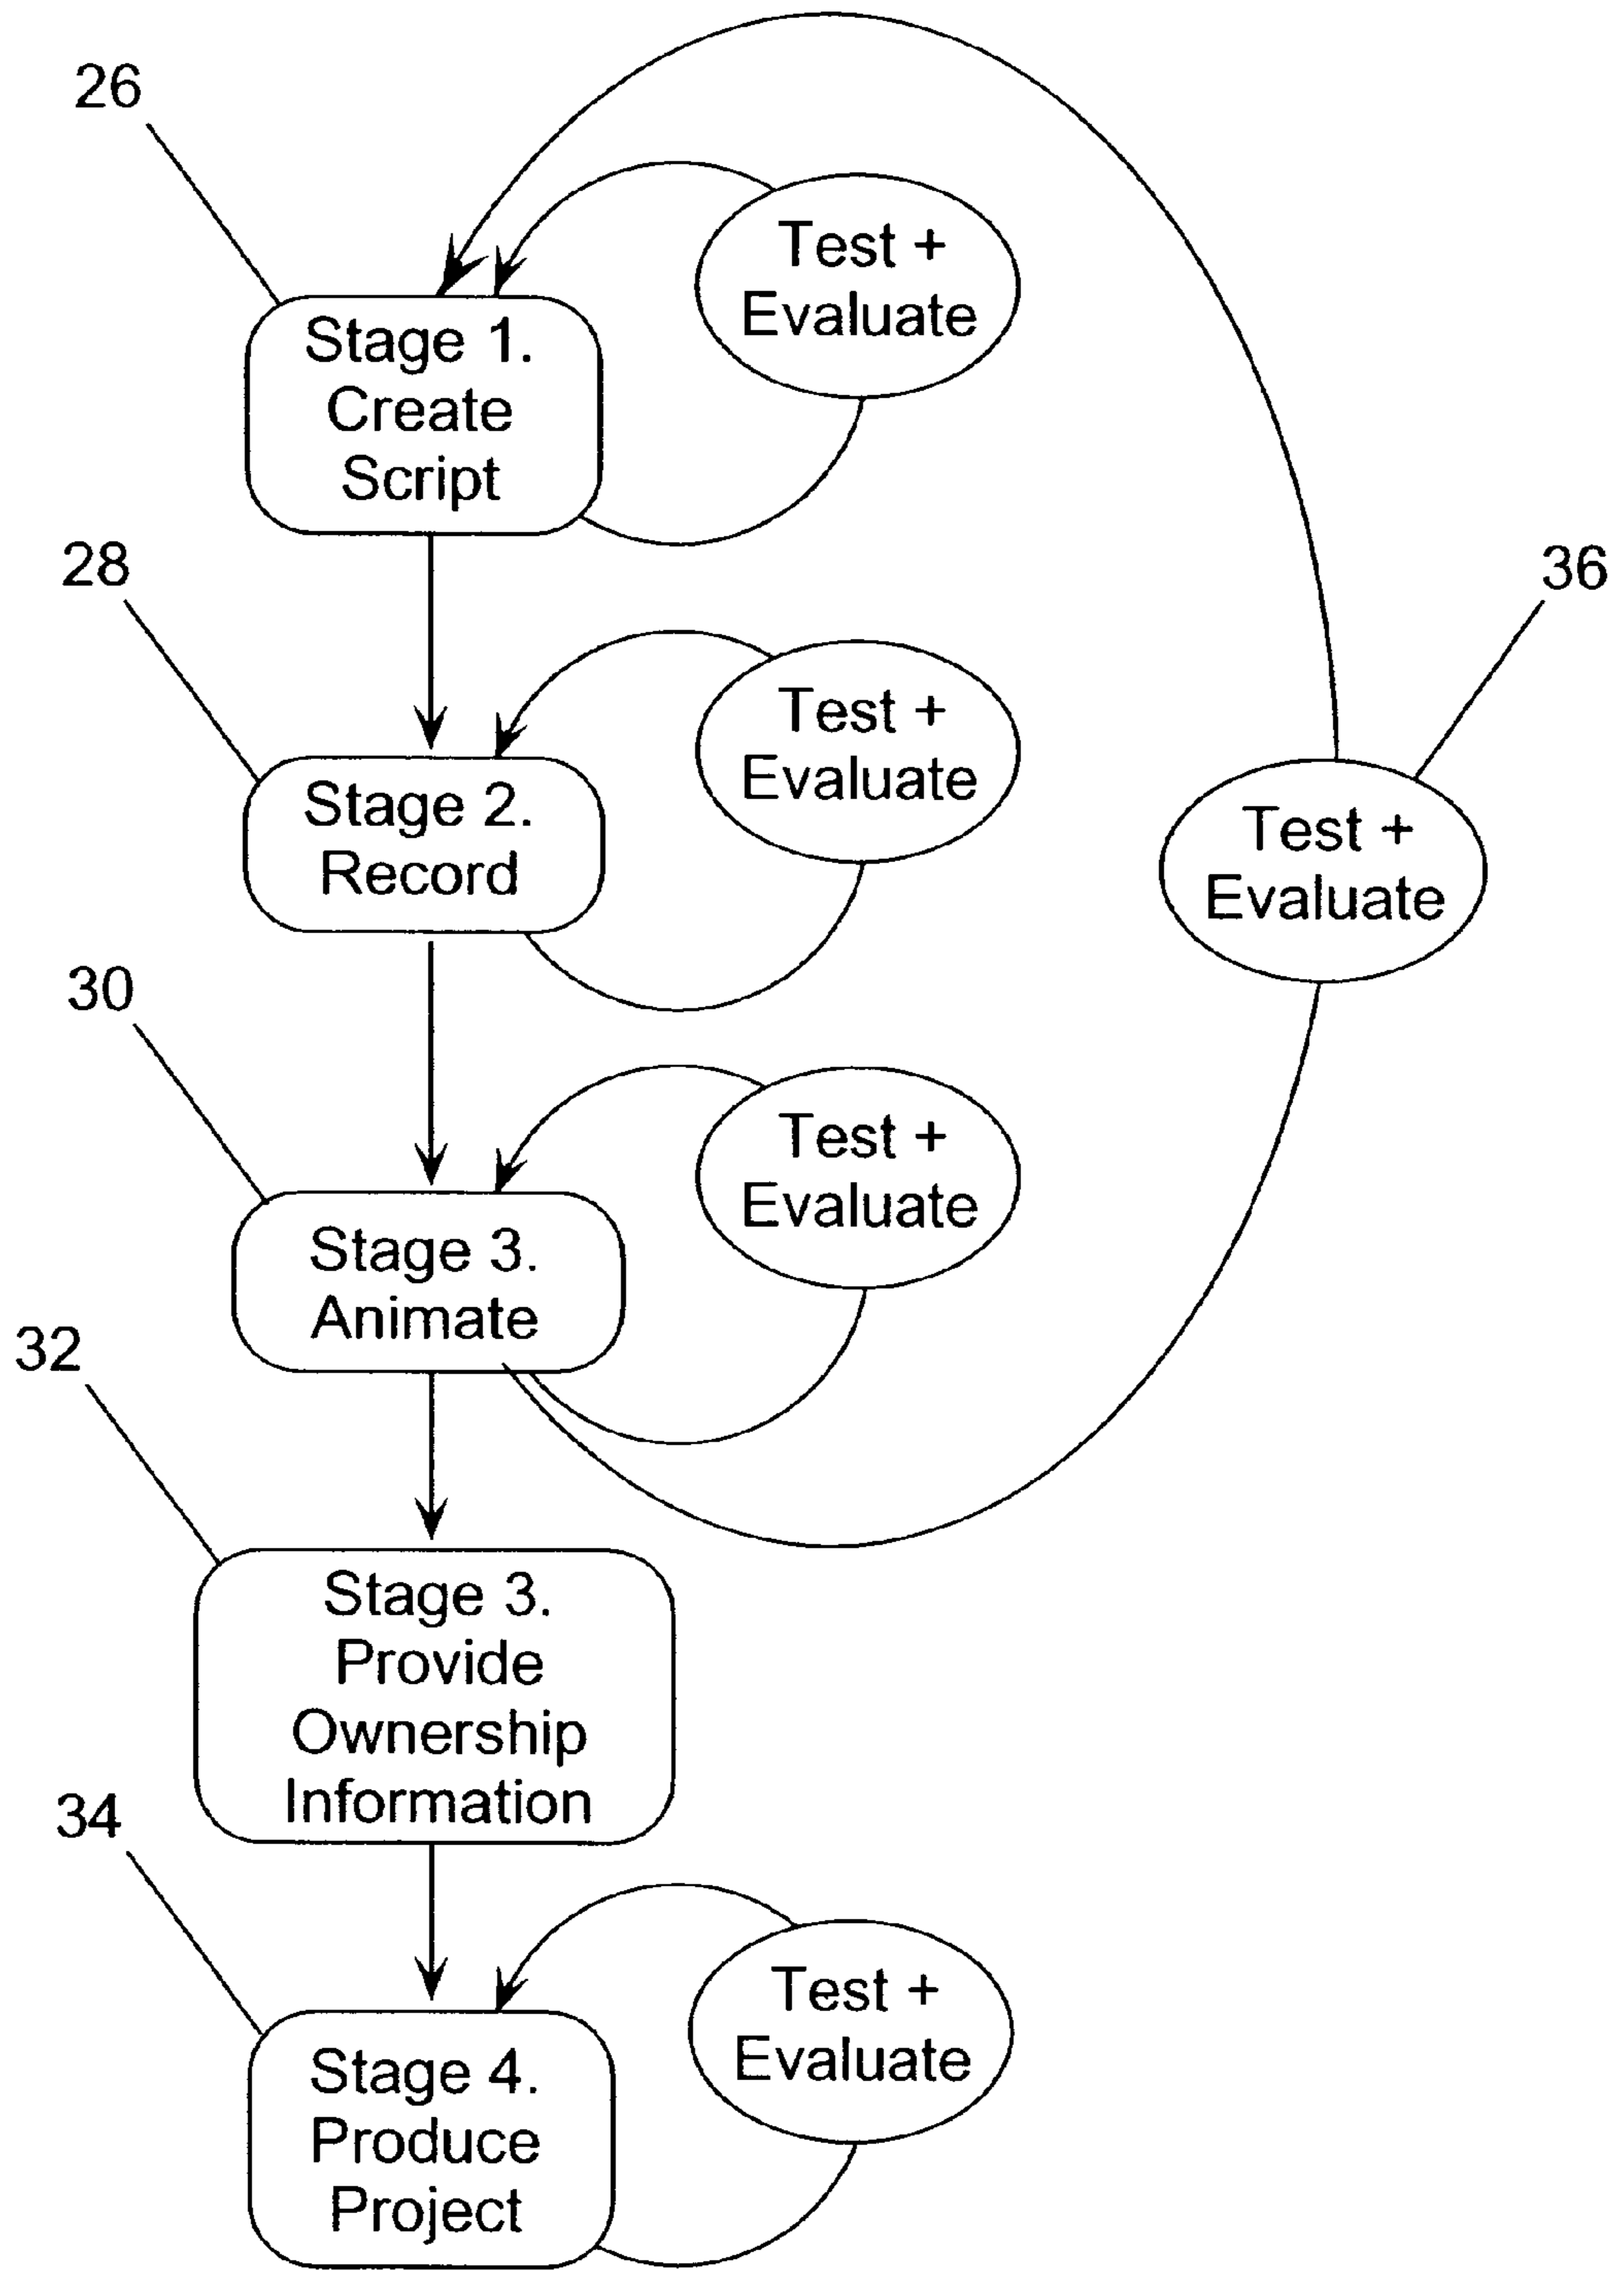 26
Test +
Evaluate
Stage 1.
Create
Script
28
36
Test +
Evaluate
Stage 2.
Record
Test +
Evaluate
30
Test +
Evaluate
Stage 3.
Animate
32
Stage 3.
Provide
Ownership
Information
34
Test +
Evaluate
Stage 4.
Produce
Project